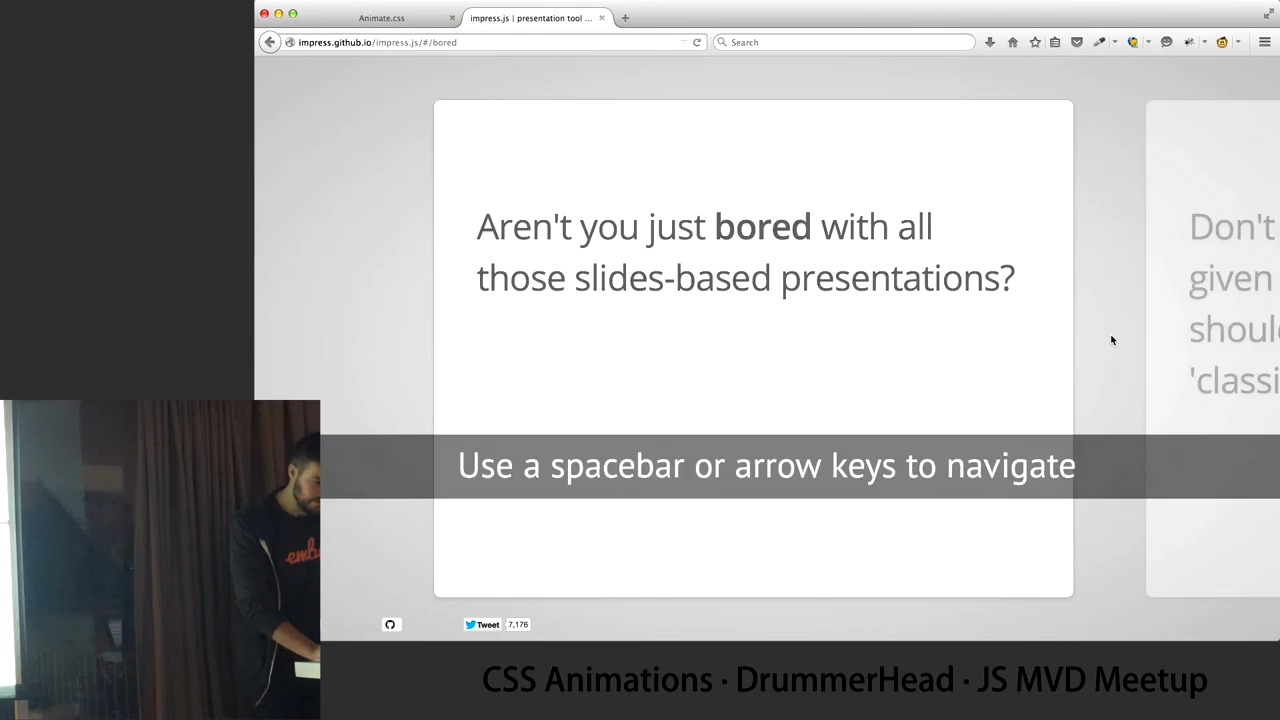 Animate.css
impress.js | presentation tool ...
impress.github.io/impress.js/#/bored
Search
Aren't you just bored with all
those slides-based presentations?
Don't
given
'classi
Use a spacebar or arrow keys to navigate
Tweet
7,176
CSS Animations · DrummerHead · JS MVD Meetup